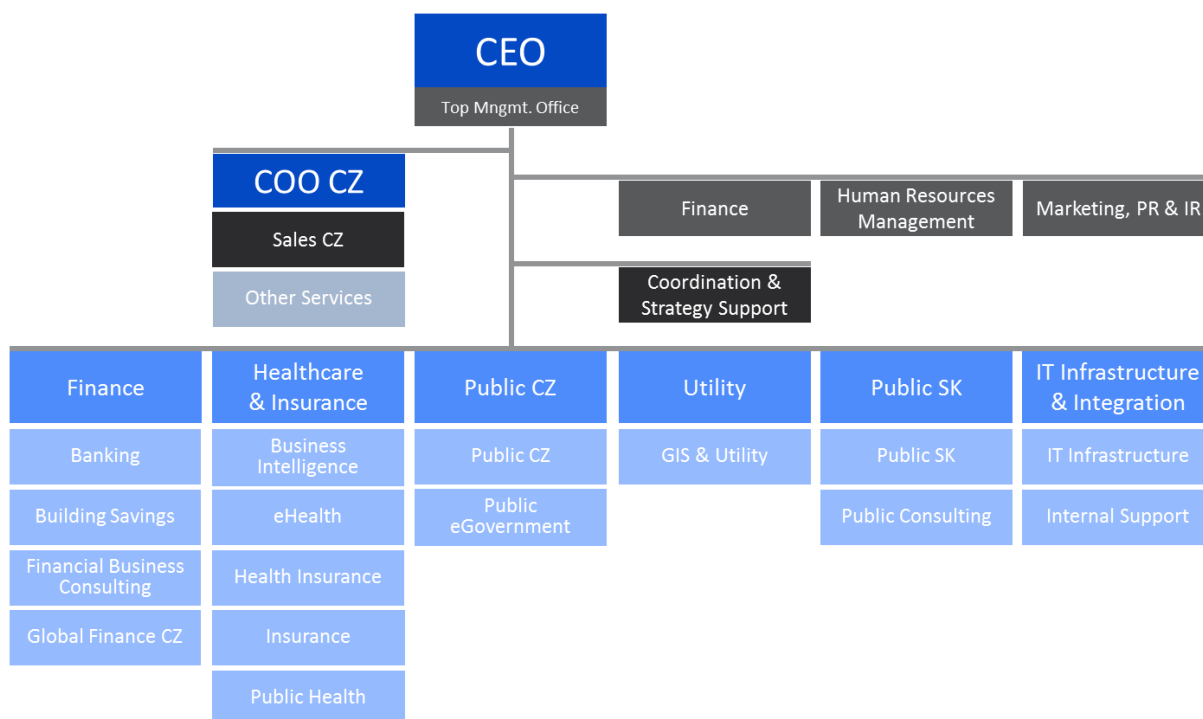 CEO
Top Mngmt. Office
COO CZ
Sales CZ
Other Services
Finance
Human Resources
Management
Marketing, PR & IR
Coordination &
Strategy Support
Finance
Banking
Building Savings
Financial Business
Consulting
Global Finance CZ
Healthcare
& Insurance
Business
Intelligence
eHealth
Health Insurance
Insurance
Public Health
Public CZ
Public CZ
Public
eGovernment
Utility
GIS & Utility
Public SK
Public SK
Public Consulting
IT Infrastructure
& Integration
IT Infrastructure
Internal Support